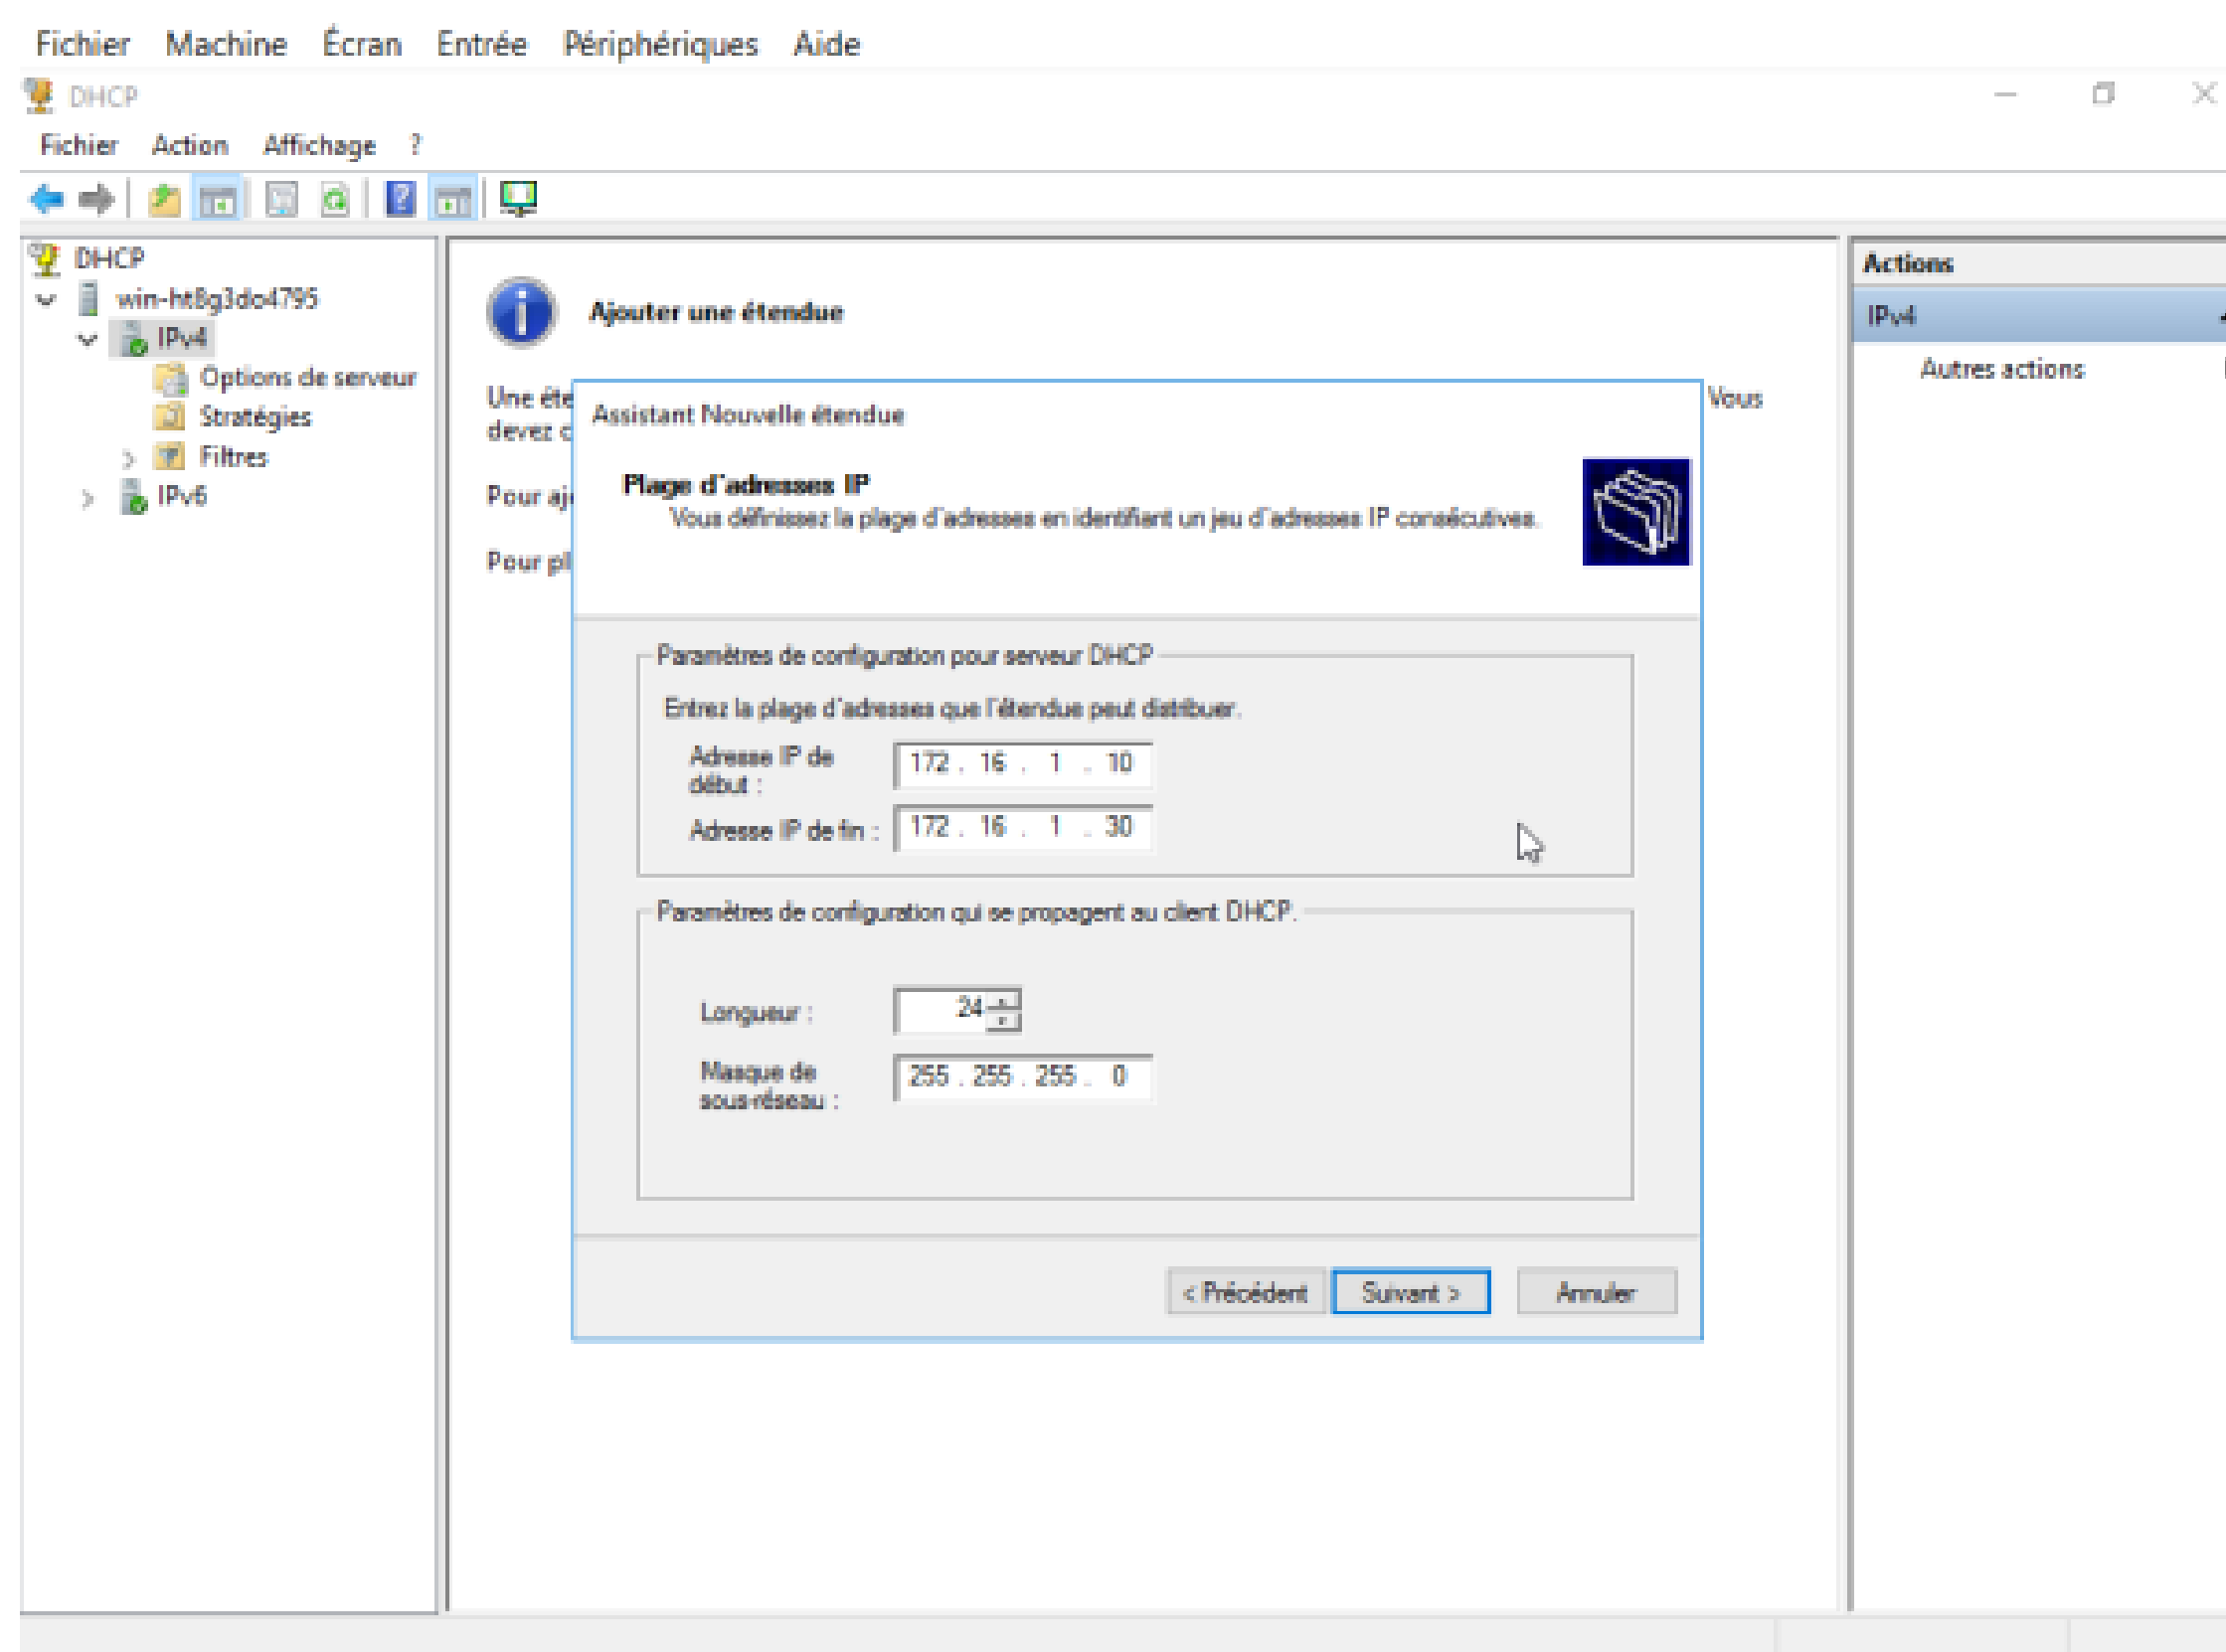 Fichier Machine Écran Entrée Périphériques Aide
DHCP
Fichier Action Affichage ?
DHCP
win-ht8g3do4795
IPv4
Options de serveur
Stratégies
Filtres
IPv6
Ajouter une étendue
Une éte
Vous
devez c
Pour aj
Pour pl
Assistant Nouvelle étendue
Plage d'adresses IP
Vous définissez la plage d'adresses en identifiant un jeu d'adresses IP consécutives.
Paramètres de configuration pour serveur DHCP
Entrez la plage d'adresses que l'étendue peut distribuer.
Adresse IP de
début :
172 . 16 . 1 . 10
Adresse IP de fin : 172 . 16 . 1 . 30
Paramètres de configuration qui se propagent au client DHCP.
Longueur : 24
Masque de
sous-réseau :
255 . 255 . 255 . 0
< Précédent Suivant > Annuler
Actions
IPv4
Autres actions